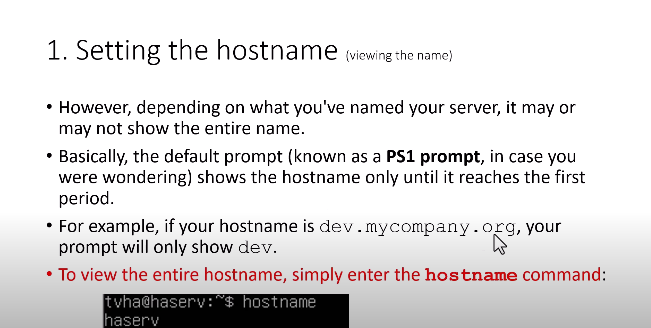 1. Setting the hostname (viewing the name)
• However, depending on what you've named your server, it may or
may not show the entire name.
• Basically, the default prompt (known as a PS1 prompt, in case you
were wondering) shows the hostname only until it reaches the first
period.
• For example, if your hostname is dev.mycompany.org, your
prompt will only show dev.
• To view the entire hostname, simply enter the hostname command:
tvha@haserv:~$ hostname
haserv